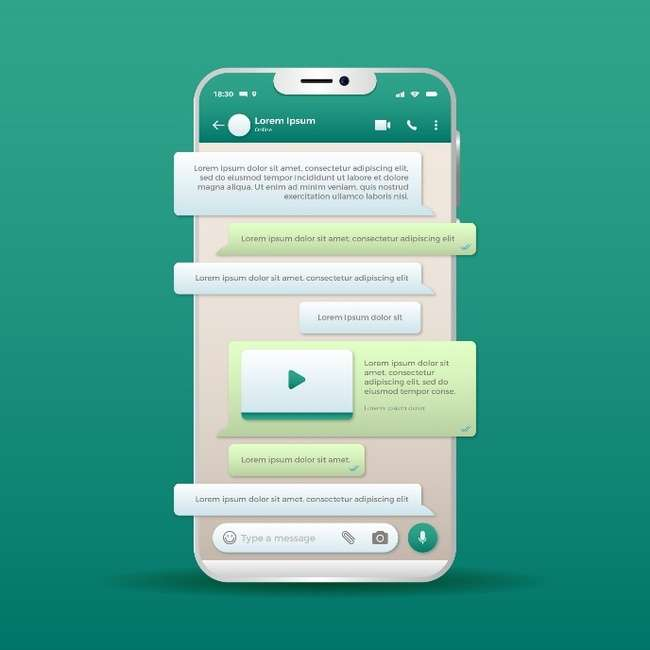 18:30
Lorem Ipsum
Online
Lorem ipsum dolor sit amet, consectetur adipiscing elit,
sed do eiusmod tempor incididunt ut labore et dolore
magna aliqua. Ut enim ad minim veniam, quis nostrud
exercitation ullamco laboris nisi.
Lorem ipsum dolor sit amet, consectetur adipiscing elit
Lorem ipsum dolor sit amet, consectetur adipiscing elit
Lorem ipsum dolor sit
Lorem ipsum dolor sit
amet, consectetur
adipiscing elit, sed do
eiusmod tempor conse.
Lorem ipsum dolor
Lorem ipsum dolor sit amet.
Lorem ipsum dolor sit amet, consectetur adipiscing elit
Type a message